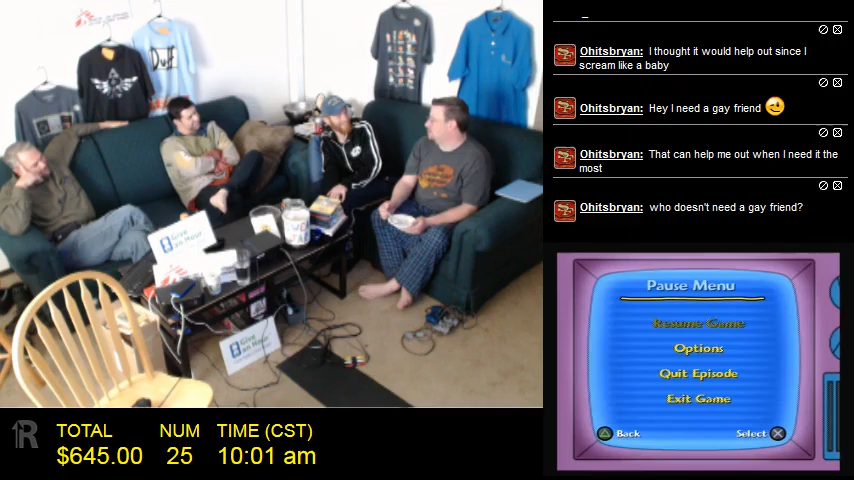 Duff
Ohitsbryan: I thought it would help out since I
scream like a baby
Ohitsbryan: Hey I need a gay friend
Ohitsbryan: That can help me out when I need it the
most
Ohitsbryan: who doesn't need a gay friend?
Give
an Hour
Give
an Hour
Pause Menu
Resume Game
Options
Quit Episode
Exit Game
Back
Select
R
TOTAL
NUM
TIME (CST)
$645.00
25
10:01 am